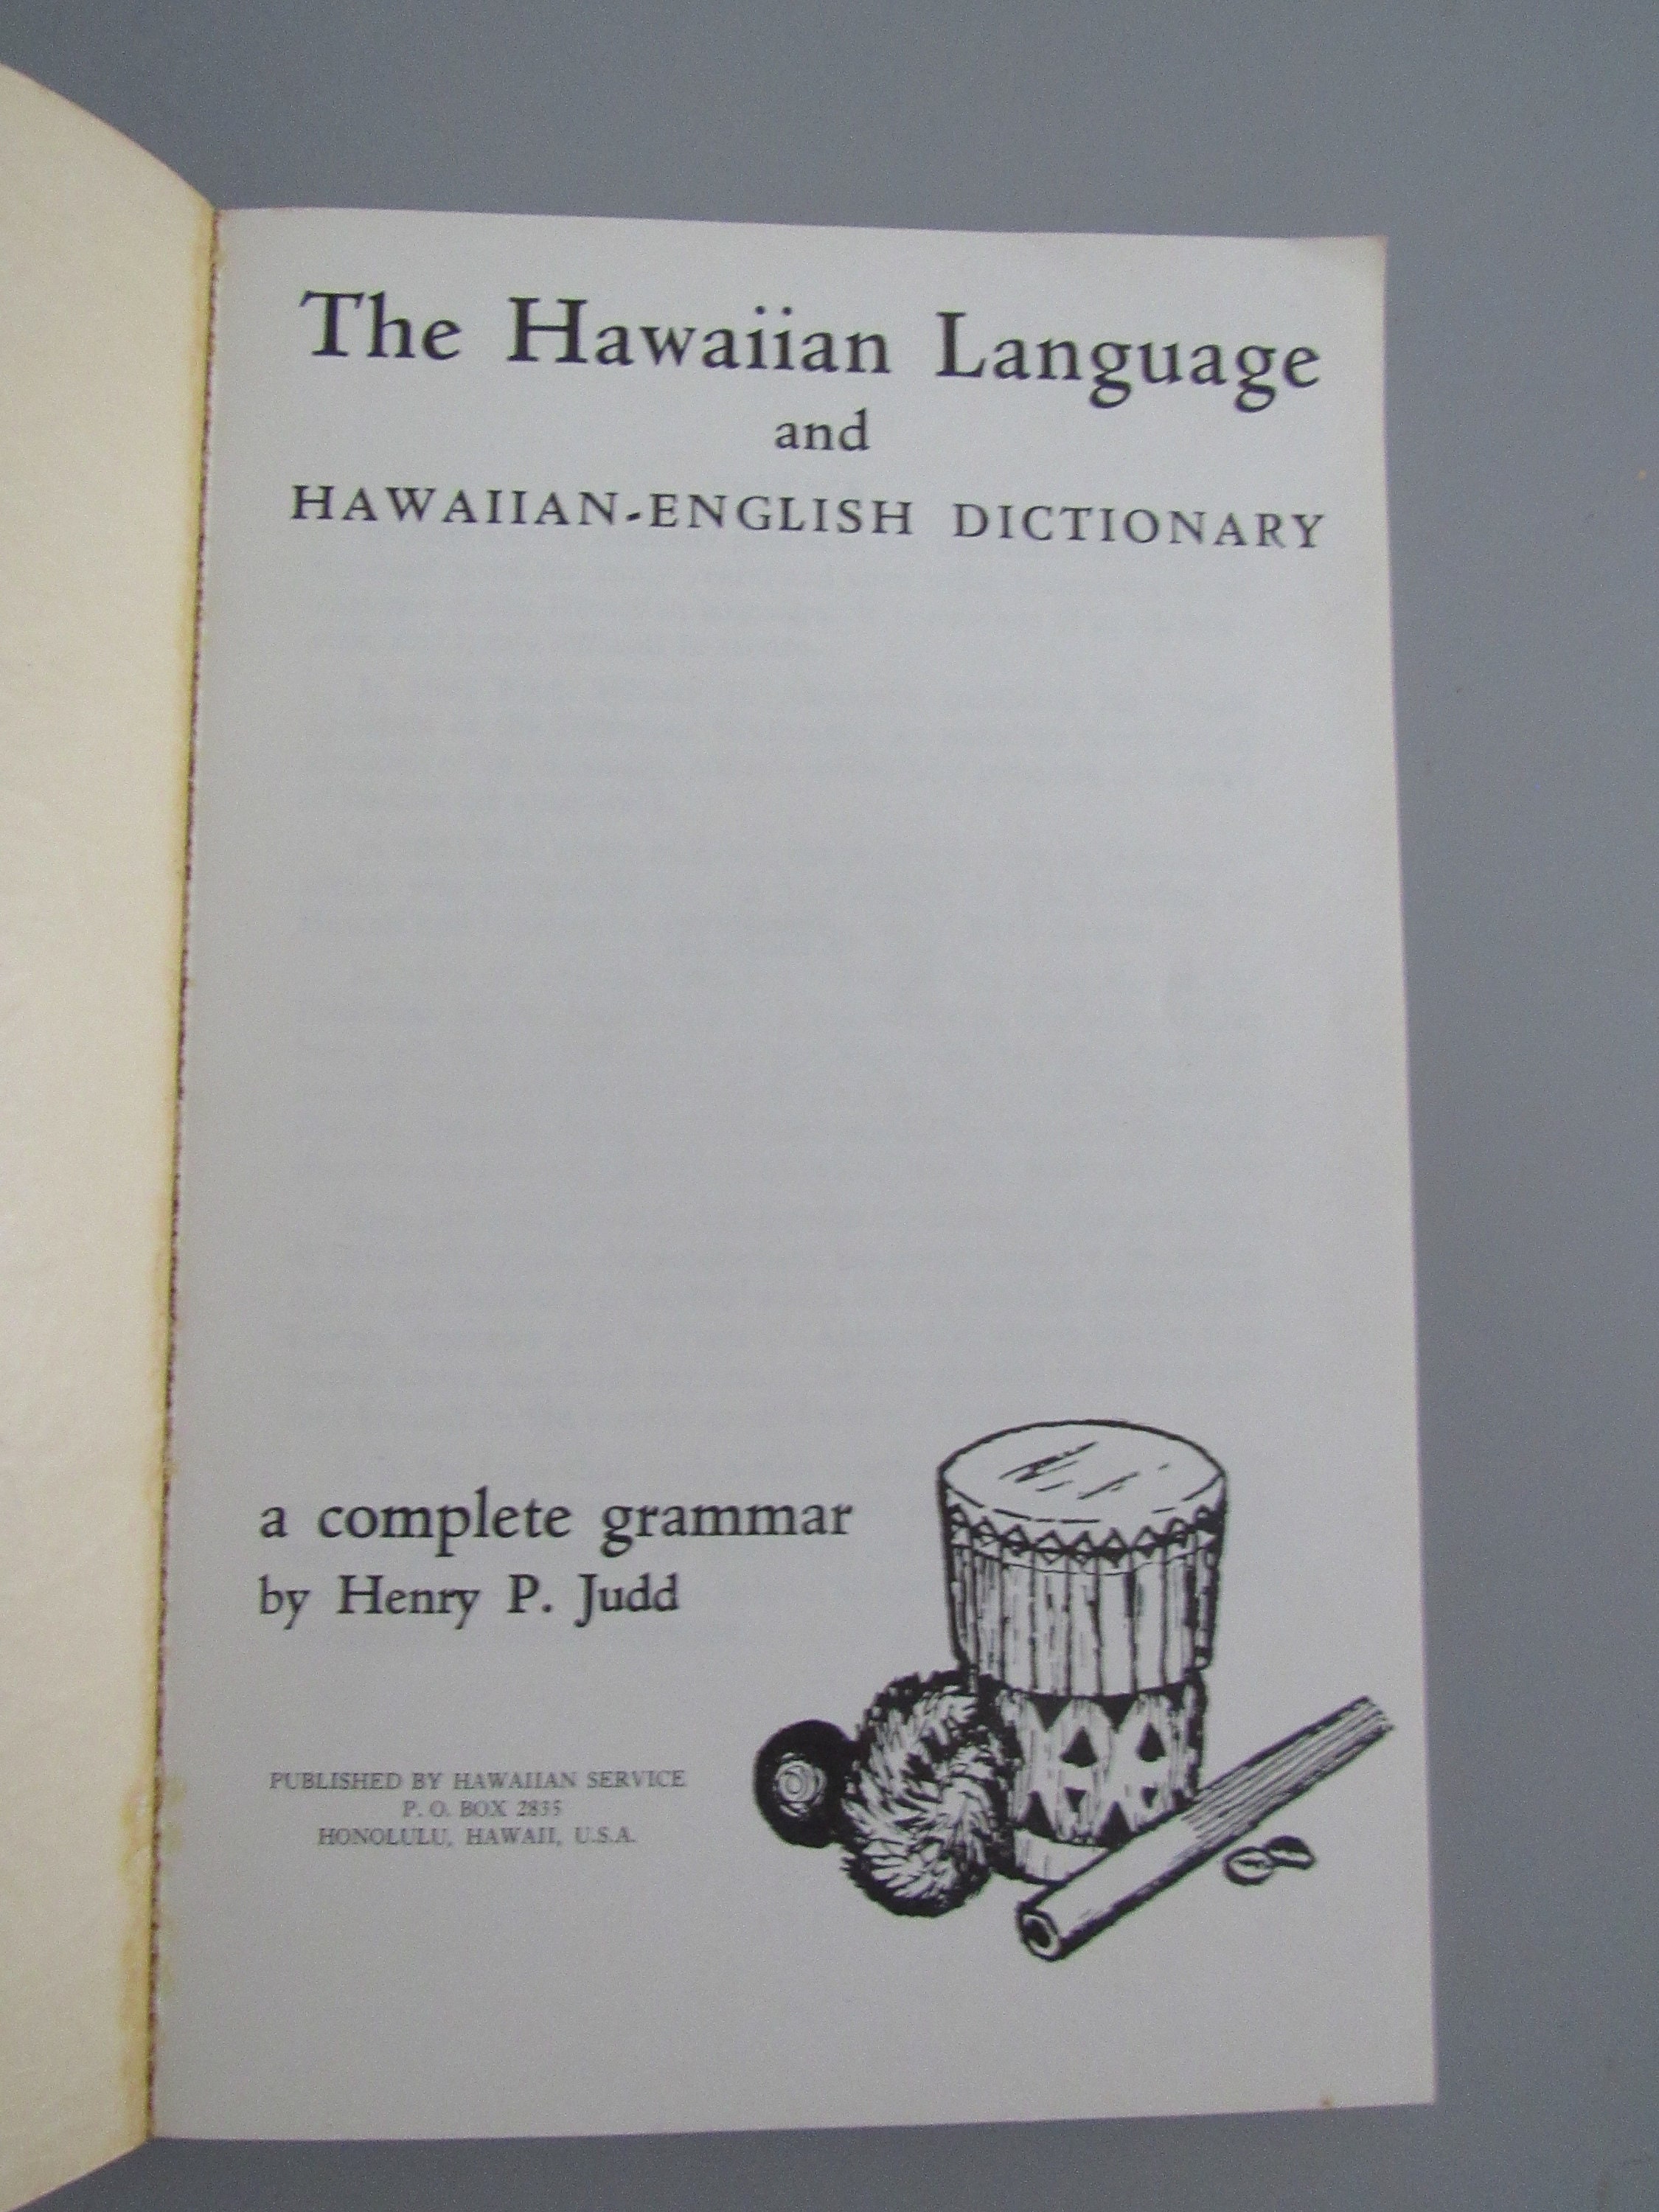 The Hawaiian Language
and
HAWAIIAN-ENGLISH DICTIONARY
a complete grammar
by Henry P. Judd
PUBLISHED BY HAWAIIAN SERVICE
P. O. BOX 2835
HONOLULU, HAWAII, U.S.A.